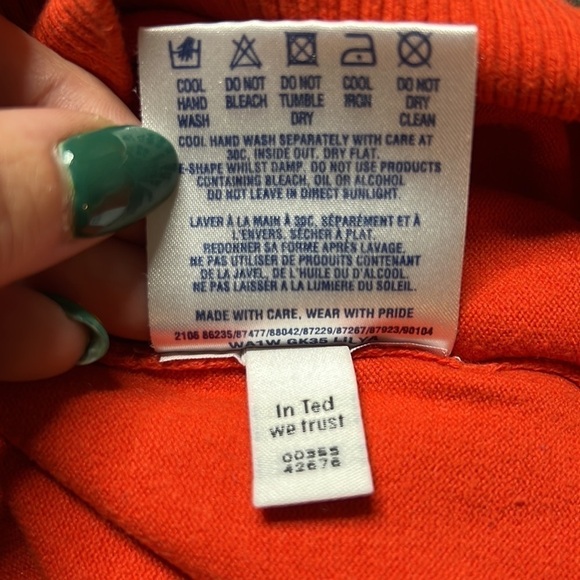 COOL DO NOT DO NOT COOL DO NOT
HAND BLEACH TUMBLE IRON DRY
WASH DRY CLEAN
COOL HAND WASH SEPARATELY WITH CARE AT
30C, INSIDE OUT. DRY FLAT.
E-SHAPE WHILST DAMP. DO NOT USE PRODUCTS
CONTAINING BLEACH, OIL OR ALCOHOL
DO NOT LEAVE IN DIRECT SUNLIGHT.
LAVER À LA MAIN À 30C, SÉPARÉMENT ET À
L'ENVERS. SÉCHER À PLAT.
REDONNER SA FORME APRÈS LAVAGE.
NE PAS UTILISER DE PRODUITS CONTENANT
DE LA JAVEL, DE L'HUILE OU D'ALCOOL.
NE PAS LAISSER A LA LUMIERE DU SOLEIL.
MADE WITH CARE, WEAR WITH PRIDE
2106 86235/87477/88042/87229/87267/87923/90104
WA1W GK35 LILYA
In Ted
we trust
00355
42676